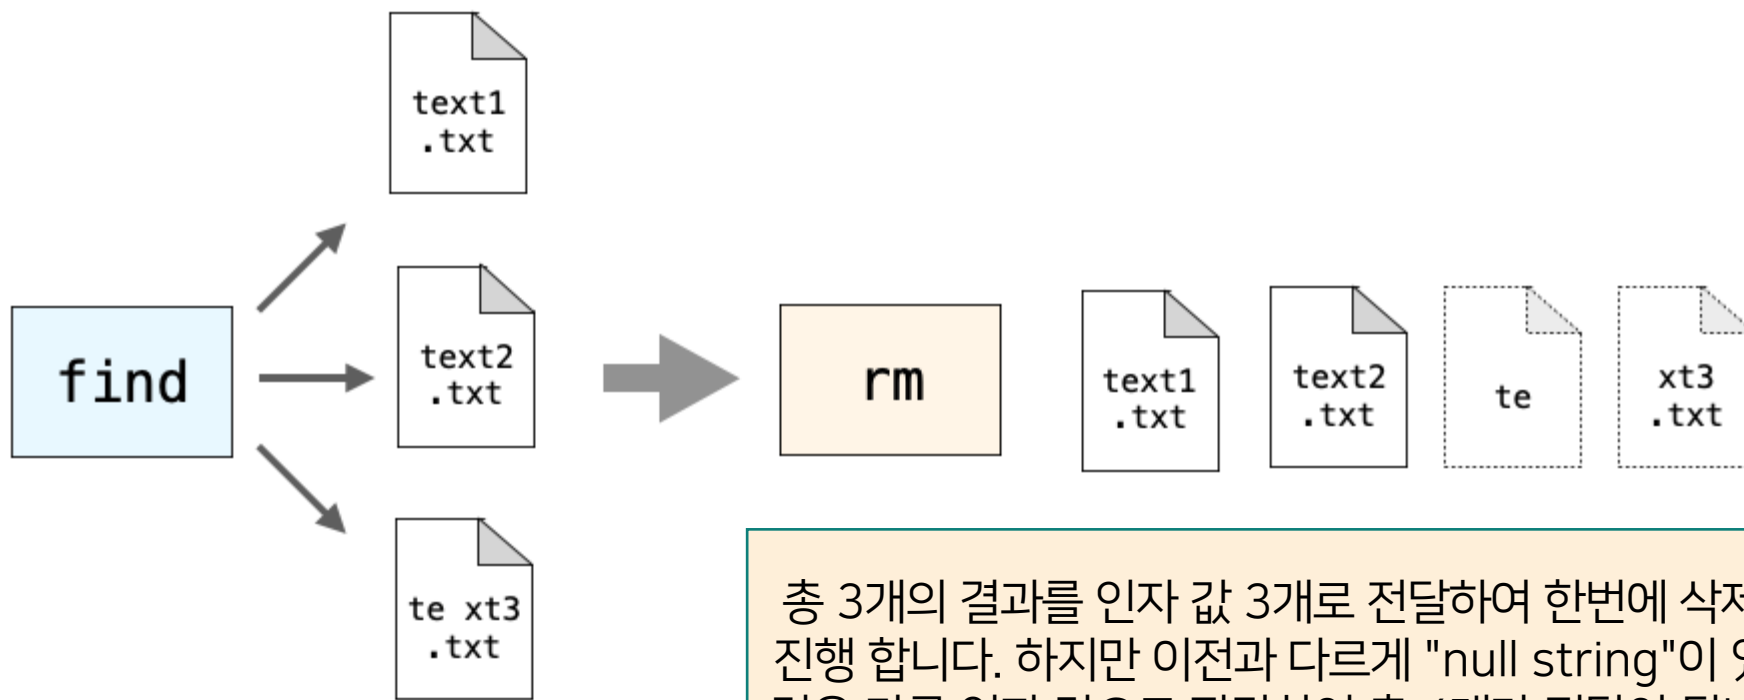 text1
.txt
find
text2
.txt
te xt3
.txt
rm
text1
.txt
text2
.txt
te
xt3
.txt
총 3개의 결과를 인자 값 3개로 전달하여 한번에
진행 합니다. 하지만 이전과 다르게 "null string"이